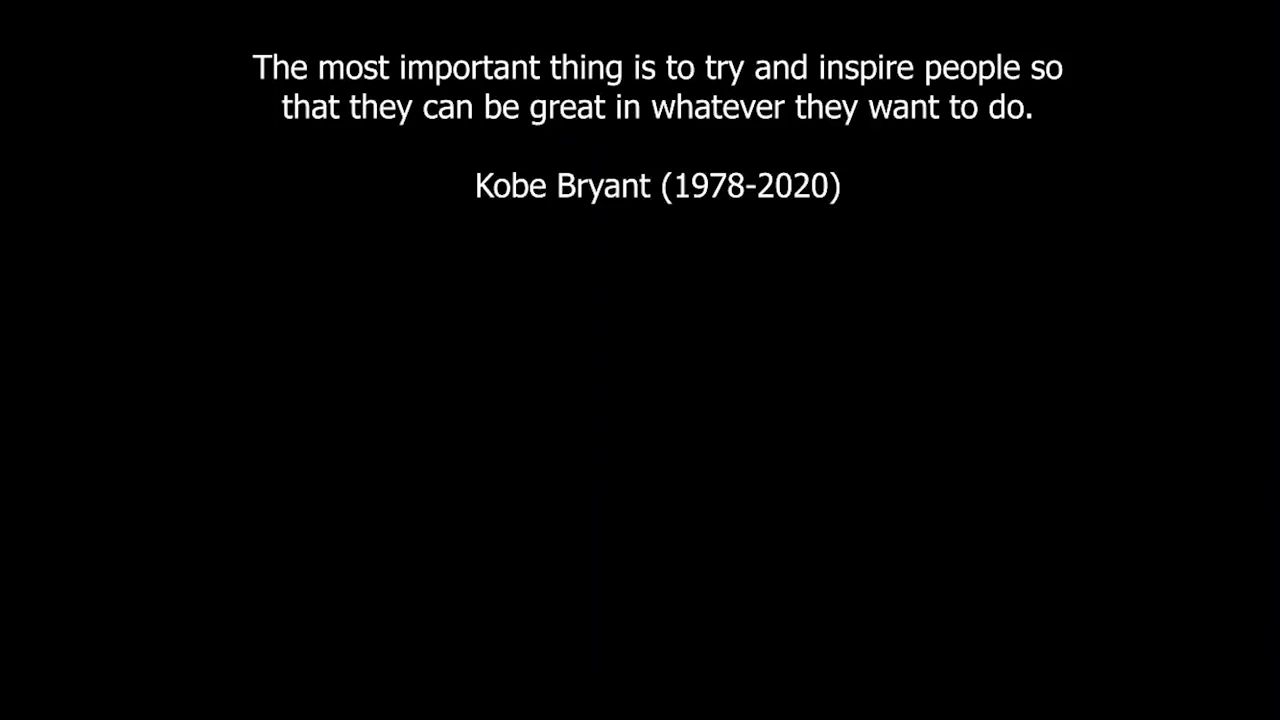 The most important thing is to try and inspire people so
that they can be great in whatever they want to do.
Kobe Bryant (1978-2020)